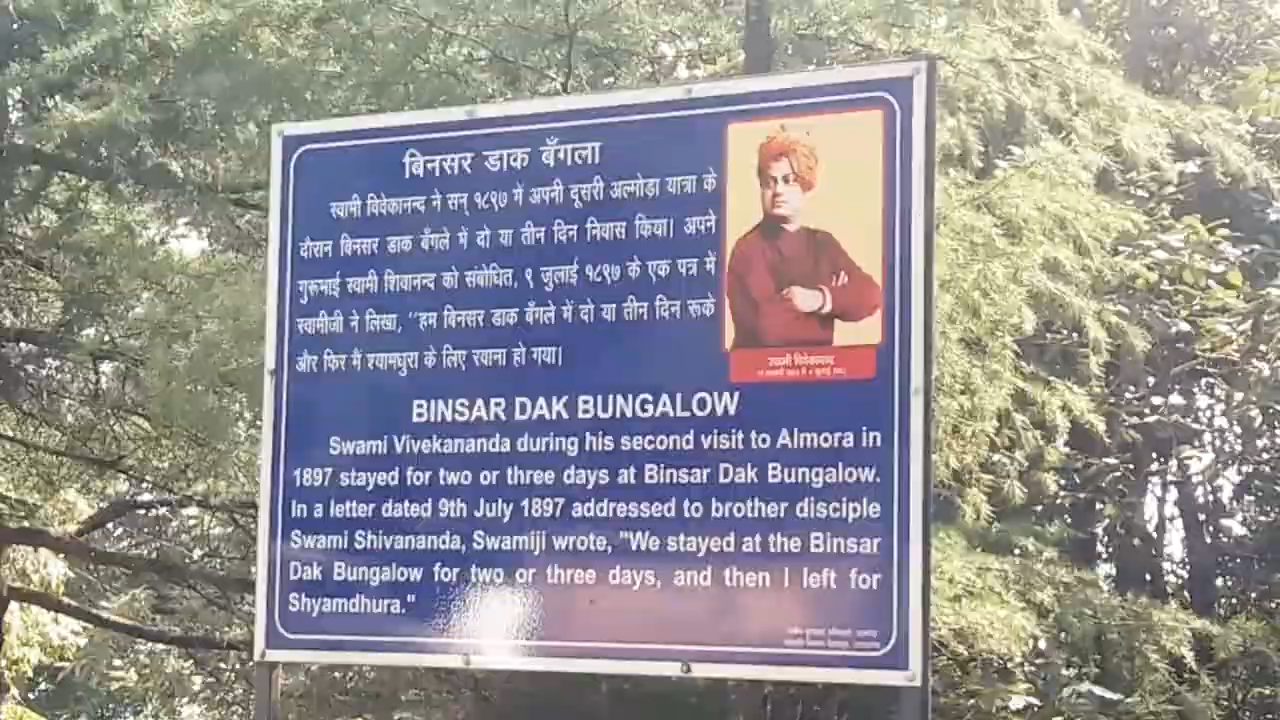 बिनसर डाक बँगला
स्वामी विवेकानन्द ने सन् १८९७ में अपनी दूसरी अल्मोड़ा यात्रा के
दौरान बिनसर डाक बँगले में दो या तीन दिन निवास किया। अपने
गुरूभाई स्वामी शिवानन्द को संबोधित, ९ जुलाई १८९७ के एक पत्र में
स्वामीजी ने लिखा, "हम बिनसर डाक बँगले में दो या तीन दिन रूके
और फिर मैं श्यामधुरा के लिए रवाना हो गया।
स्वामी विवेकानन्द
BINSAR DAK BUNGALOW
Swami Vivekananda during his second visit to Almora in
1897 stayed for two or three days at Binsar Dak Bungalow.
In a letter dated 9th July 1897 addressed to brother disciple
Swami Shivananda, Swamiji wrote, "We stayed at the Binsar
Dak Bungalow for two or three days, and then I left for
Shyamdhura."